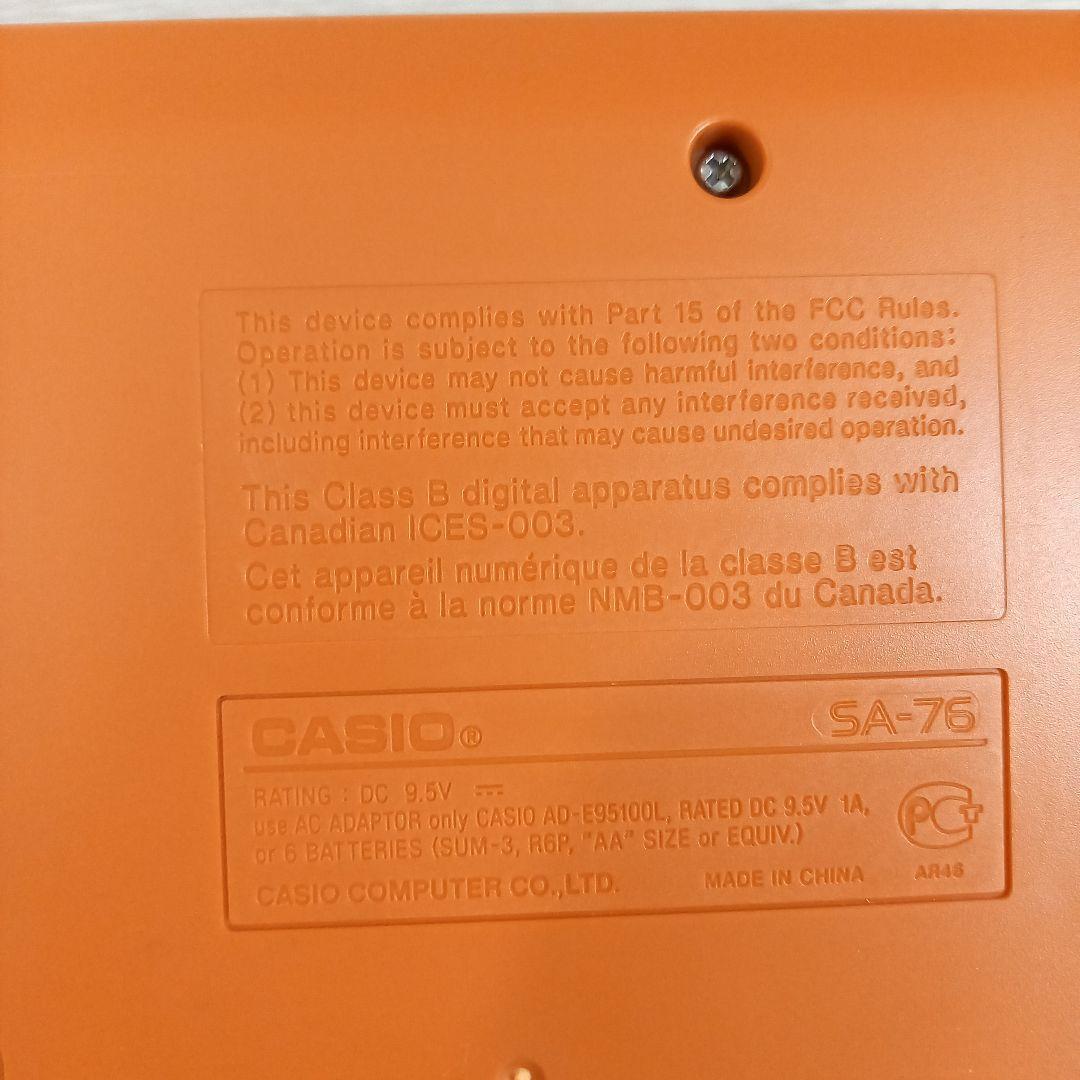 This device complies with Part 15 of the FCC Rules.
Operation is subject to the following two conditions:
(1) This device may not cause harmful interference, and
(2) this device must accept any interference received,
including interference that may cause undesired operation.
This Class B digital apparatus complies with
Canadian ICES-003.
Cet appareil numérique de la classe B est
conforme à la norme NMB-003 du Canada.
CASIO® SA-76
RATING : DC 9.5V ⎓
use AC ADAPTOR only CASIO AD-E95100L, RATED DC 9.5V 1A,
or 6 BATTERIES (SUM-3, R6P, "AA" SIZE or EQUIV.)
CASIO COMPUTER CO.,LTD. MADE IN CHINA
PCT
AR46